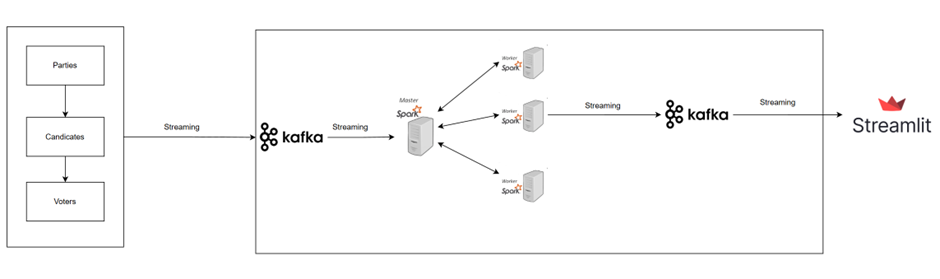 Parties
Candicates
Voters
Streaming
kafka
Streaming
Master
Spark
Worker
Spark
Worker
Spark
Worker
Spark
Streaming
kafka
Streaming
Streamlit